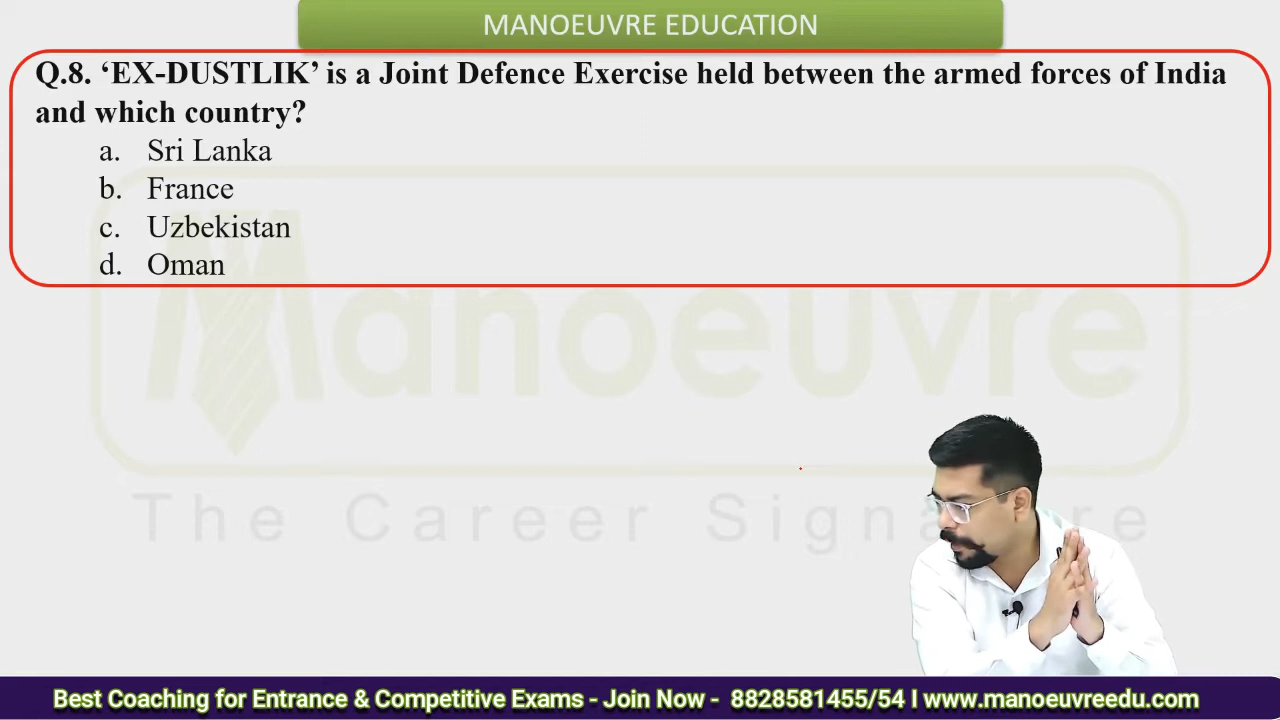 MANOEUVRE EDUCATION
Q.8. ‘EX-DUSTLIK’ is a Joint Defence Exercise held between the armed forces of India
and which country?
a. Sri Lanka
b. France
c. Uzbekistan
d. Oman
Manoeuvre
The Career Signature
Best Coaching for Entrance & Competitive Exams - Join Now - 8828581455/54 I www.manoeuvreedu.com